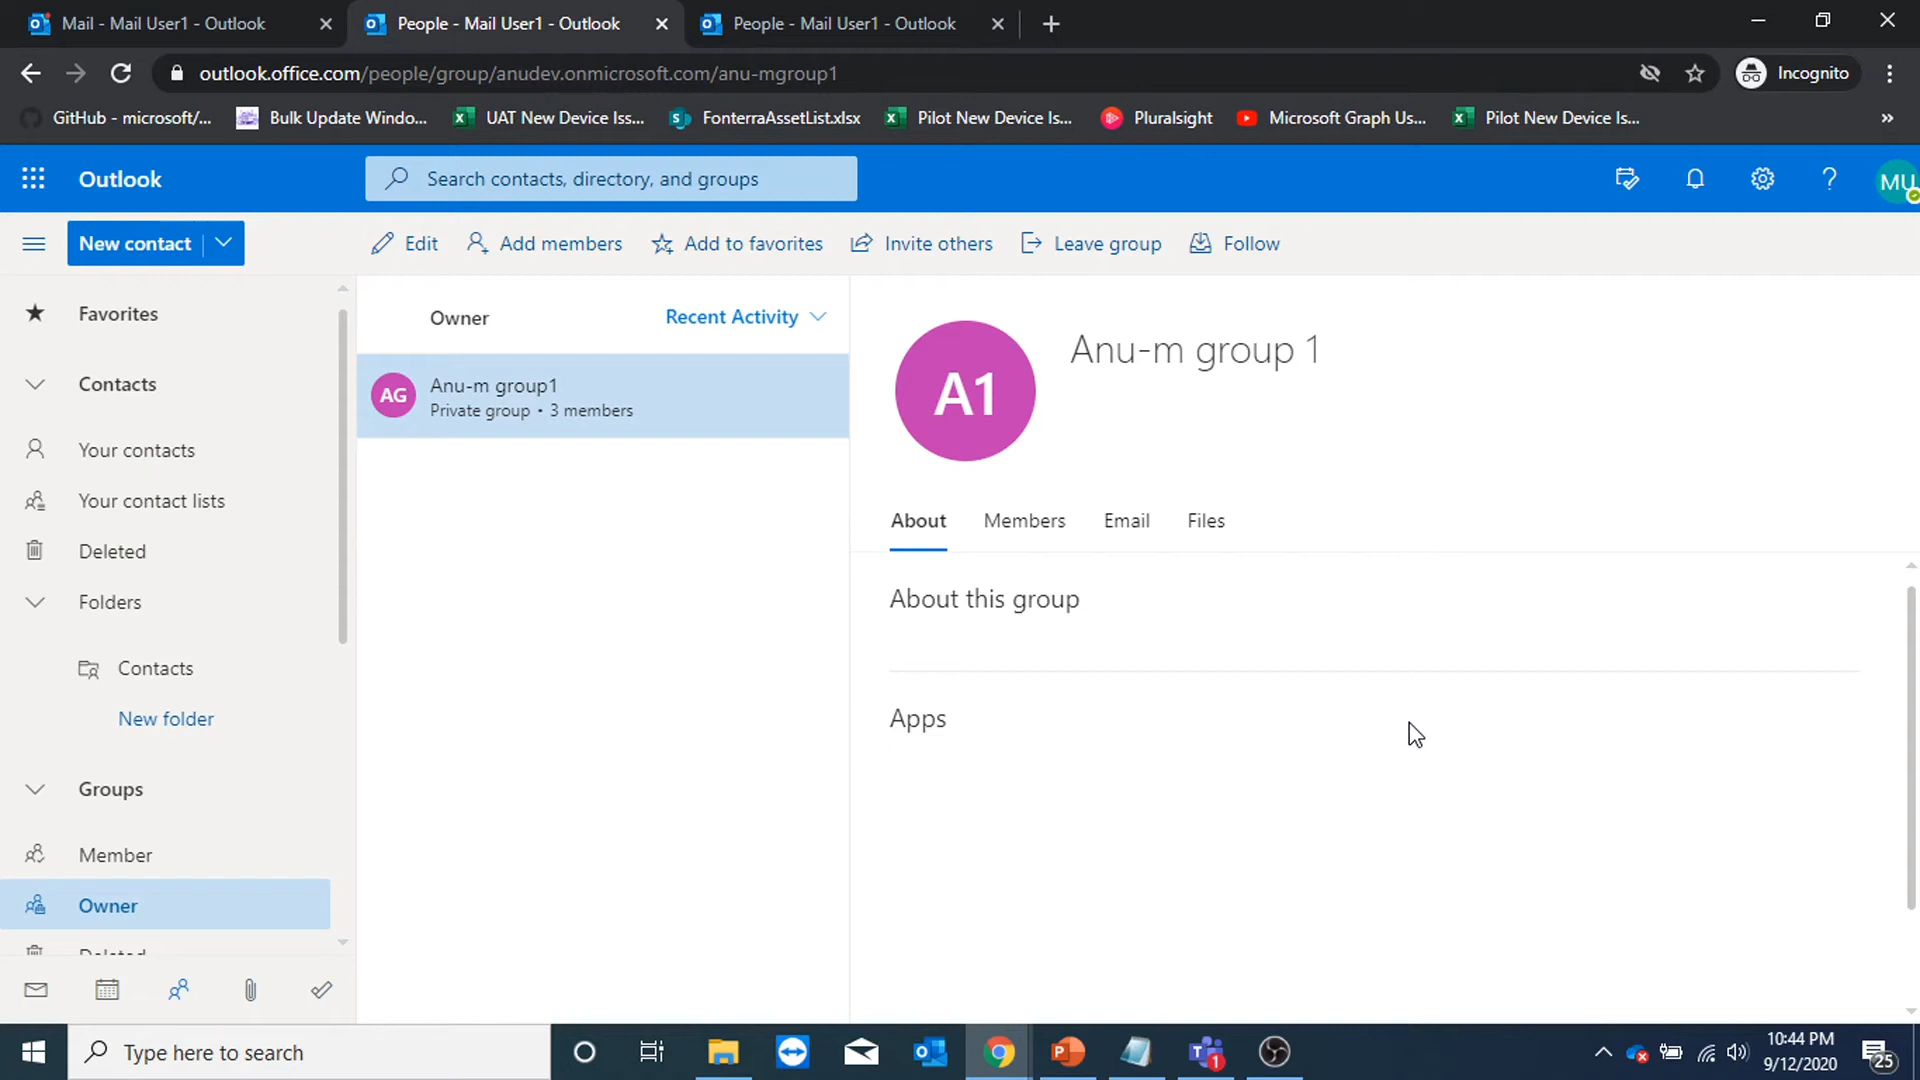 Mail - Mail User1 - Outlook
People - Mail User1 - Outlook
People - Mail User1 - Outlook
outlook.office.com/people/group/anudev.onmicrosoft.com/anu-mgroup1
Incognito
GitHub - microsoft/...
Bulk Update Windo...
UAT New Device Iss...
FonterraAssetList.xlsx
Pilot New Device Is...
Pluralsight
Microsoft Graph Us...
Pilot New Device Is...
»
Outlook
Search contacts, directory, and groups
?
MU
New contact
Edit
Add members
Add to favorites
Invite others
Leave group
Follow
Favorites
Contacts
Your contacts
Your contact lists
Deleted
Folders
Contacts
New folder
Groups
Member
Owner
Deleted
Owner
Recent Activity
AG
Anu-m group1
Private group • 3 members
A1
Anu-m group 1
About
Members
Email
Files
About this group
Apps
Type here to search
1
10:44 PM
9/12/2020
25